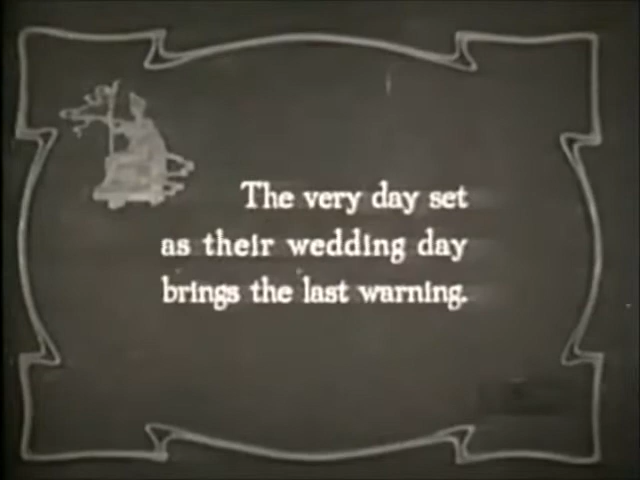 The very day set
as their wedding day
brings the last warning.